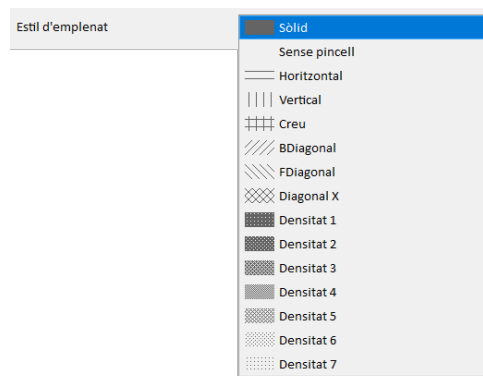 Estil d'emplenat
Sòlid
Sense pincell
Horitzontal
Vertical
Creu
BDiagonal
FDiagonal
Diagonal X
Densitat 1
Densitat 2
Densitat 3
Densitat 4
Densitat 5
Densitat 6
Densitat 7